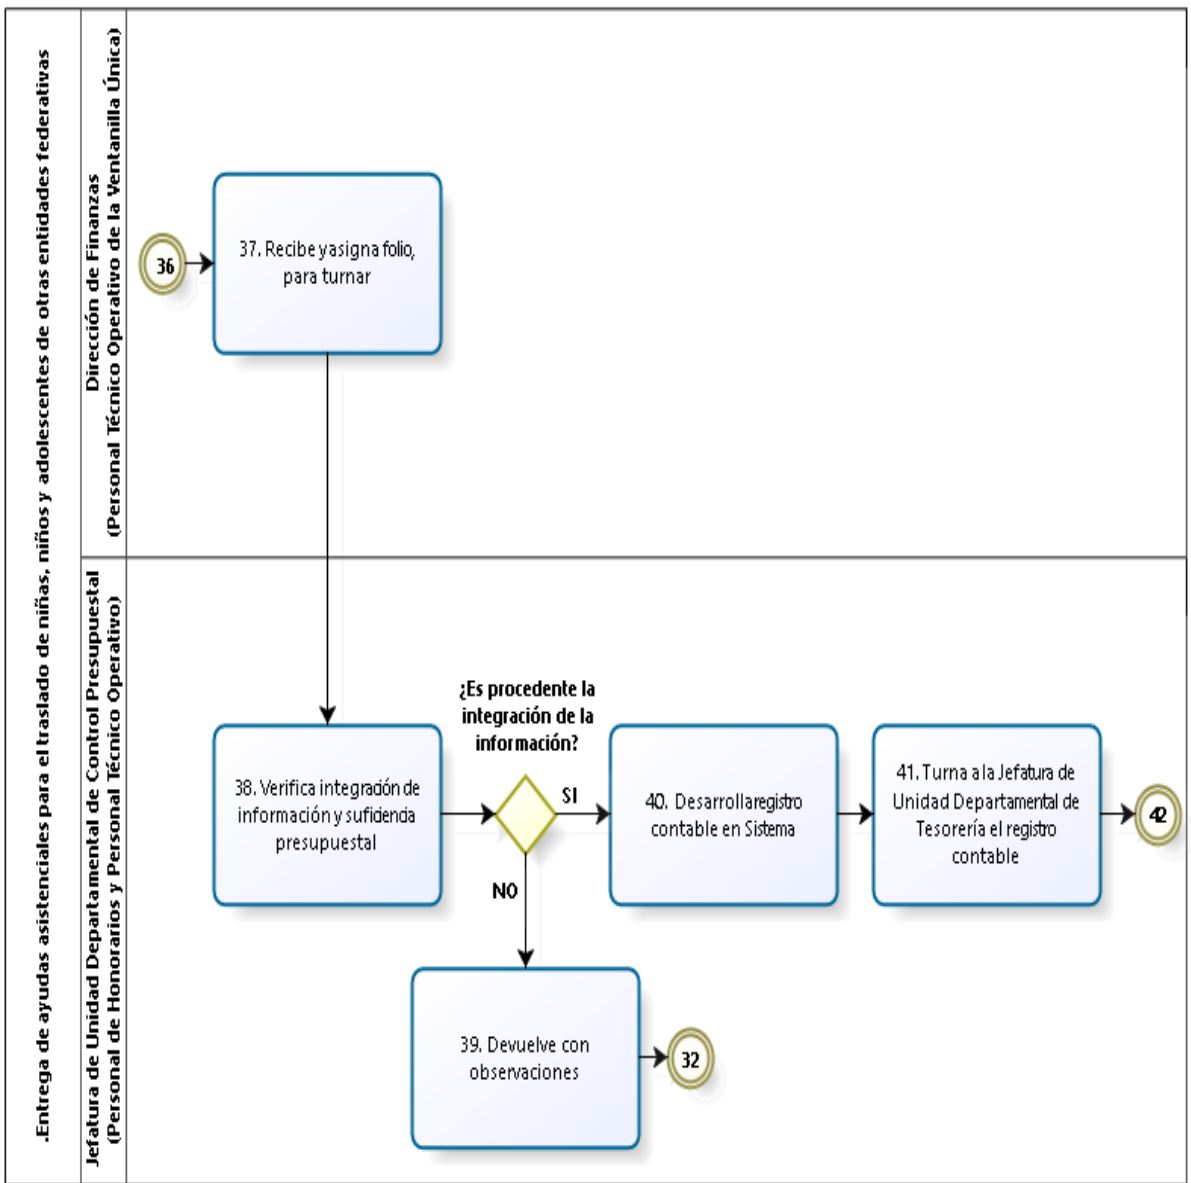 .Entrega de ayudas asistenciales para el traslado de niñas, niños y adolescentes de otras entidades federativas
Dirección de Finanzas
(Personal Técnico Operativo de la Ventanilla Única)
36
37. Recibe y asigna folio,
para turnar
Jefatura de Unidad Departamental de Control Presupuestal
(Personal de Honorarios y Personal Técnico Operativo)
38. Verifica integración de
información y suficiencia
presupuestal
¿Es procedente la
integración de la
información?
SI
NO
40. Desarrolla registro
contable en Sistema
41. Turna a la Jefatura de
Unidad Departamental de
Tesorería el registro
contable
42
39. Devuelve con
observaciones
32